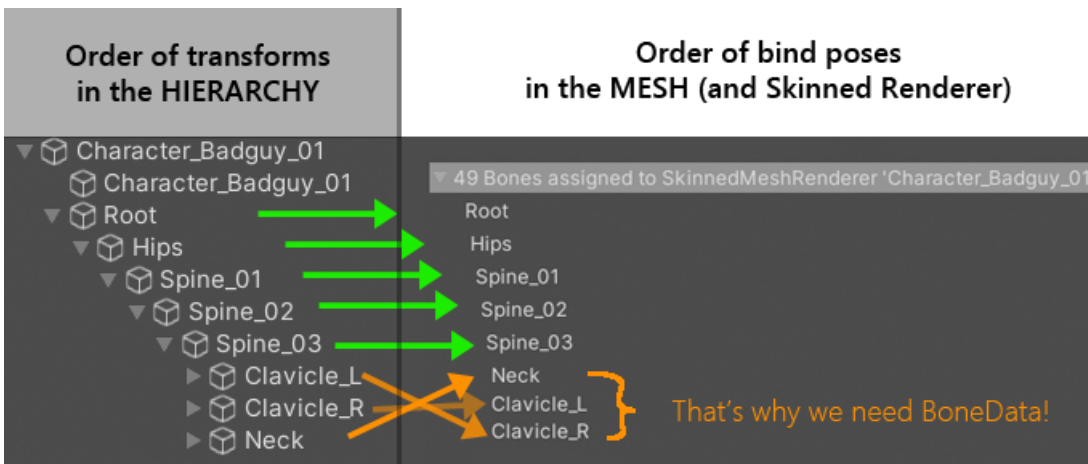 Order of transforms
in the HIERARCHY
Order of bind poses
in the MESH (and Skinned Renderer)
Character_Badguy_01
Character_Badguy_01
Root
Hips
Spine_01
Spine_02
Spine_03
Clavicle_L
Clavicle_R
Neck
49 Bones assigned to SkinnedMeshRenderer 'Character_Badguy_01
Root
Hips
Spine_01
Spine_02
Spine_03
Neck
Clavicle_L
Clavicle_R
That's why we need BoneData!